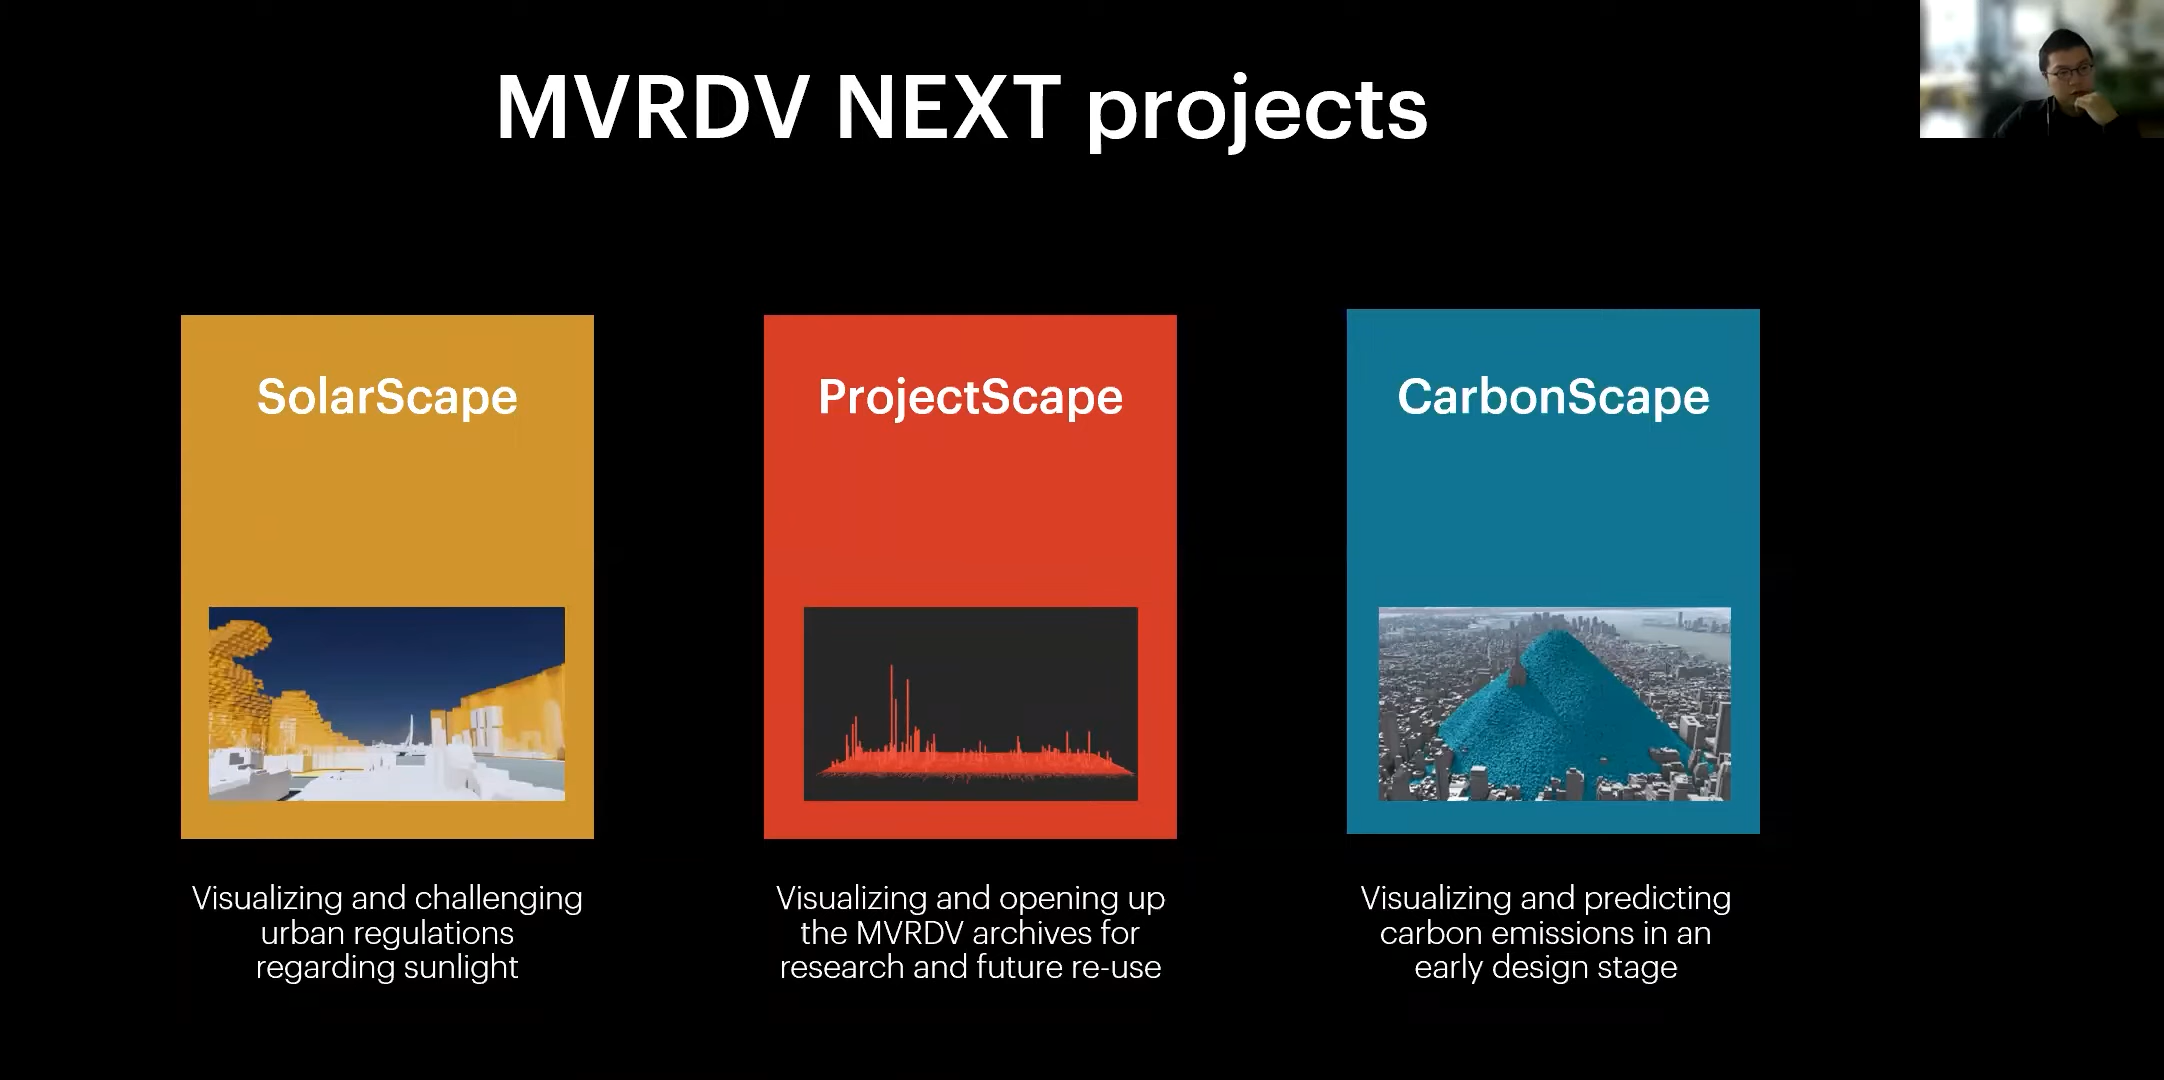 MVRDV NEXT projects
SolarScape
Visualizing and challenging
urban regulations
regarding sunlight
ProjectScape
Visualizing and opening up
the MVRDV archives for
research and future re-use
CarbonScape
Visualizing and predicting
carbon emissions in an
early design stage